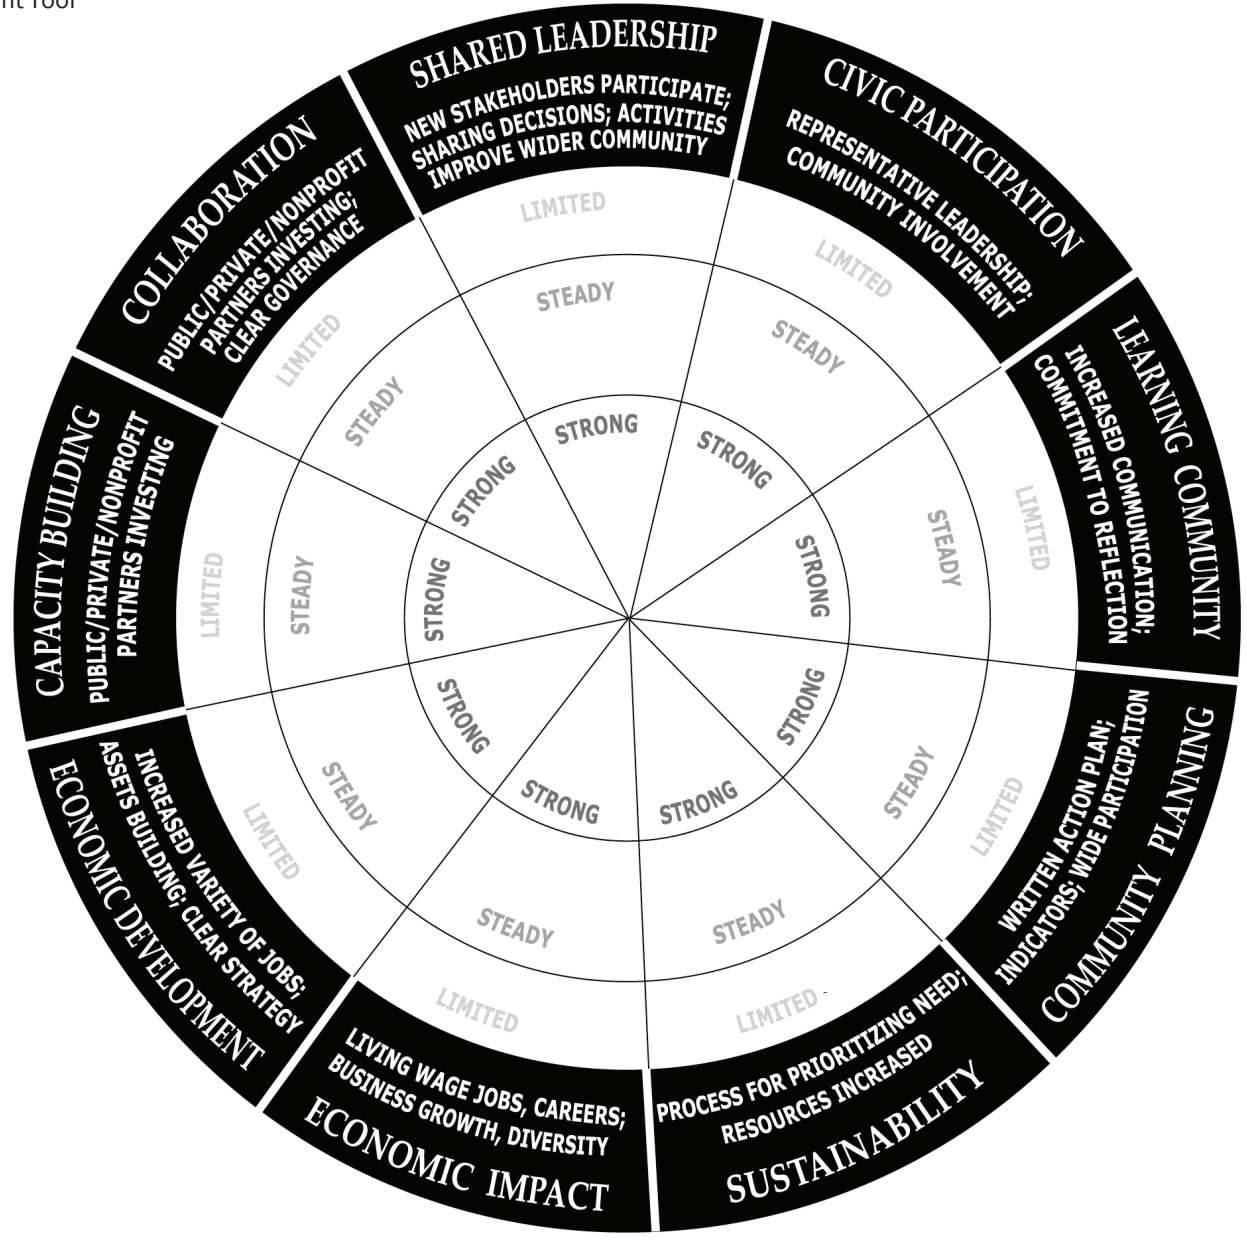 nt Tool
SHARED LEADERSHIP
NEW STAKEHOLDERS PARTICIPATE;
SHARING DECISIONS; ACTIVITIES
IMPROVE WIDER COMMUNITY
LIMITED
STEADY
STRONG
CIVIC PARTICIPATION
REPRESENTATIVE LEADERSHIP;
COMMUNITY INVOLVEMENT
LIMITED
STEADY
STRONG
LEARNING COMMUNITY
INCREASED COMMUNICATION;
COMMITMENT TO REFLECTION
LIMITED
STEADY
STRONG
COMMUNITY PLANNING
WRITTEN ACTION PLAN;
INDICATORS; WIDE PARTICIPATION
LIMITED
STEADY
STRONG
SUSTAINABILITY
PROCESS FOR PRIORITIZING NEED;
RESOURCES INCREASED
LIMITED
STEADY
STRONG
ECONOMIC IMPACT
LIVING WAGE JOBS, CAREERS;
BUSINESS GROWTH, DIVERSITY
LIMITED
STEADY
STRONG
ECONOMIC DEVELOPMENT
INCREASED VARIETY OF JOBS;
ASSETS BUILDING; CLEAR STRATEGY
LIMITED
STEADY
STRONG
CAPACITY BUILDING
PUBLIC/PRIVATE/NONPROFIT
PARTNERS INVESTING
LIMITED
STEADY
STRONG
COLLABORATION
PUBLIC/PRIVATE/NONPROFIT
PARTNERS INVESTING;
CLEAR GOVERNANCE
LIMITED
STEADY
STRONG